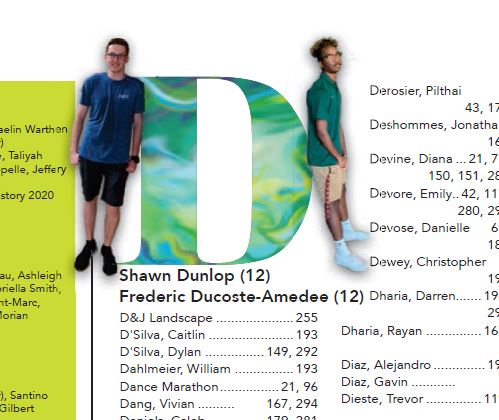 aelin Warthen
, Taliyah
pelle, Jeffery
story 2020
au, Ashleigh
riella Smith,
nt-Marc,
Morian
), Santino
Gilbert
D
Shawn Dunlop (12)
Frederic Ducoste-Amedee (12)
D&J Landscape ....................... 255
D'Silva, Caitlin ........................ 193
D'Silva, Dylan ................. 149, 292
Dahlmeier, William ................. 193
Dance Marathon ................ 21, 96
Dang, Vivian .......... 167, 294
Daniels, Caleb ................. 179, 281
Derosier, Pilthai
43, 17
Deshommes, Jonatha
16
Devine, Diana ... 21, 7
150, 151, 28
Devore, Emily.. 42, 11
280, 29
Devose, Danielle 6
18
Dewey, Christopher
19
Dharia, Darren....... 19
29
Dharia, Rayan ............ 16
Diaz, Alejandro .............. 19
Diaz, Gavin ...........
Dieste, Trevor ............ 11